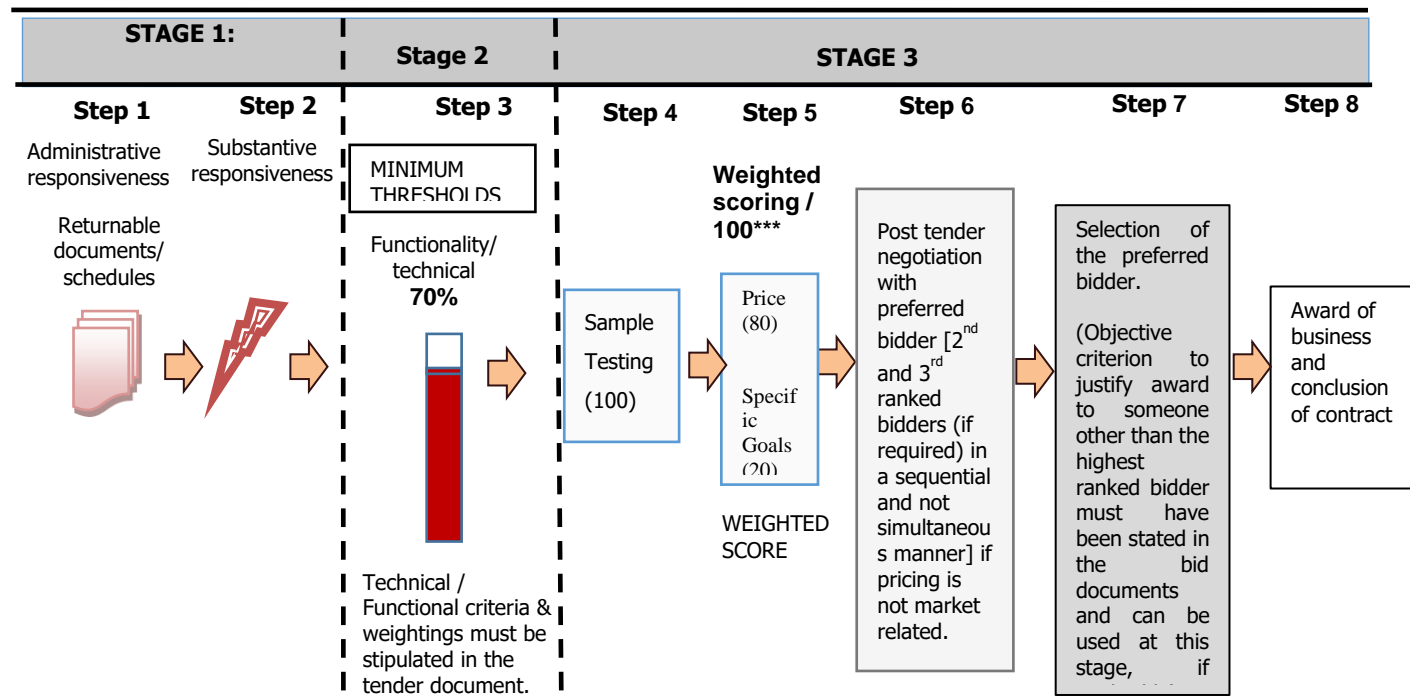 STAGE 1:
Stage 2
STAGE 3
Step 1
Step 2
Step 3
Step 4
Step 5
Step 6
Step 7
Step 8
Administrative
responsiveness
Returnable
documents/
schedules
Substantive
responsiveness
MINIMUM
THRESHOLDS
Functionality/
technical
70%
Technical /
Functional criteria &
weightings must be
stipulated in the
tender document.
Sample
Testing
(100)
Weighted
scoring /
100***
Price
(80)
Specif
ic
Goals
(20)
WEIGHTED
SCORE
Post tender
negotiation
with
preferred
bidder [2nd
and 3rd
ranked
bidders (if
required) in
a sequential
and not
simultaneou
s manner] if
pricing is
not market
related.
Selection of
the preferred
bidder.
(Objective
criterion to
justify award
to someone
other than the
highest
ranked bidder
must have
been stated in
the bid
documents
and can be
used at this
stage, if
Award of
business
and
conclusion
of contract